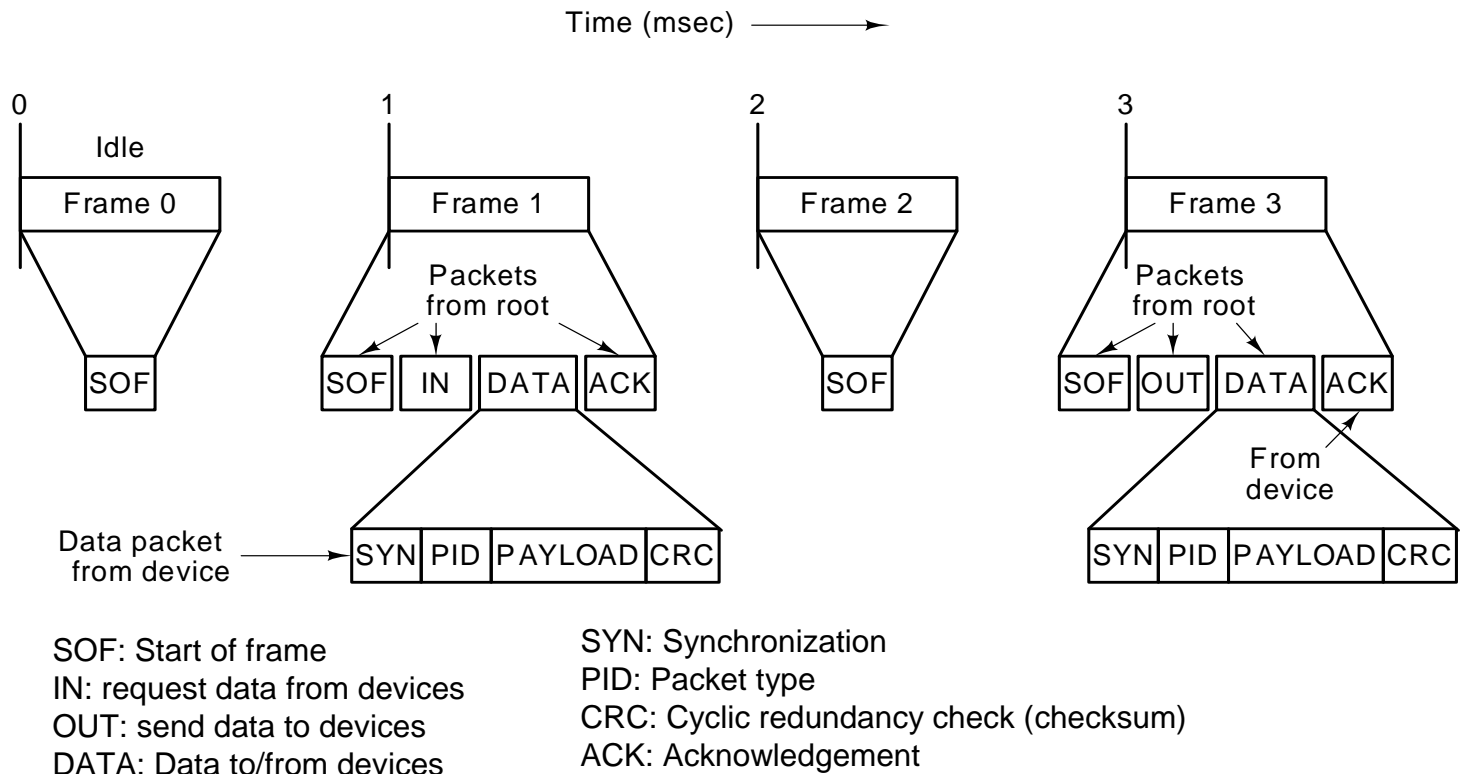 Time (msec)
0
1
2
3
Idle
Frame 0
Frame 1
Frame 2
Frame 3
Packets
from root
Packets
from root
SOF
SOF
IN
DATA
ACK
SOF
SOF
OUT
DATA
ACK
From
device
Data packet
from device
SYN
PID
PAYLOAD
CRC
SYN
PID
PAYLOAD
CRC
SOF: Start of frame
IN: request data from devices
OUT: send data to devices
DATA: Data to/from devices
SYN: Synchronization
PID: Packet type
CRC: Cyclic redundancy check (checksum)
ACK: Acknowledgement